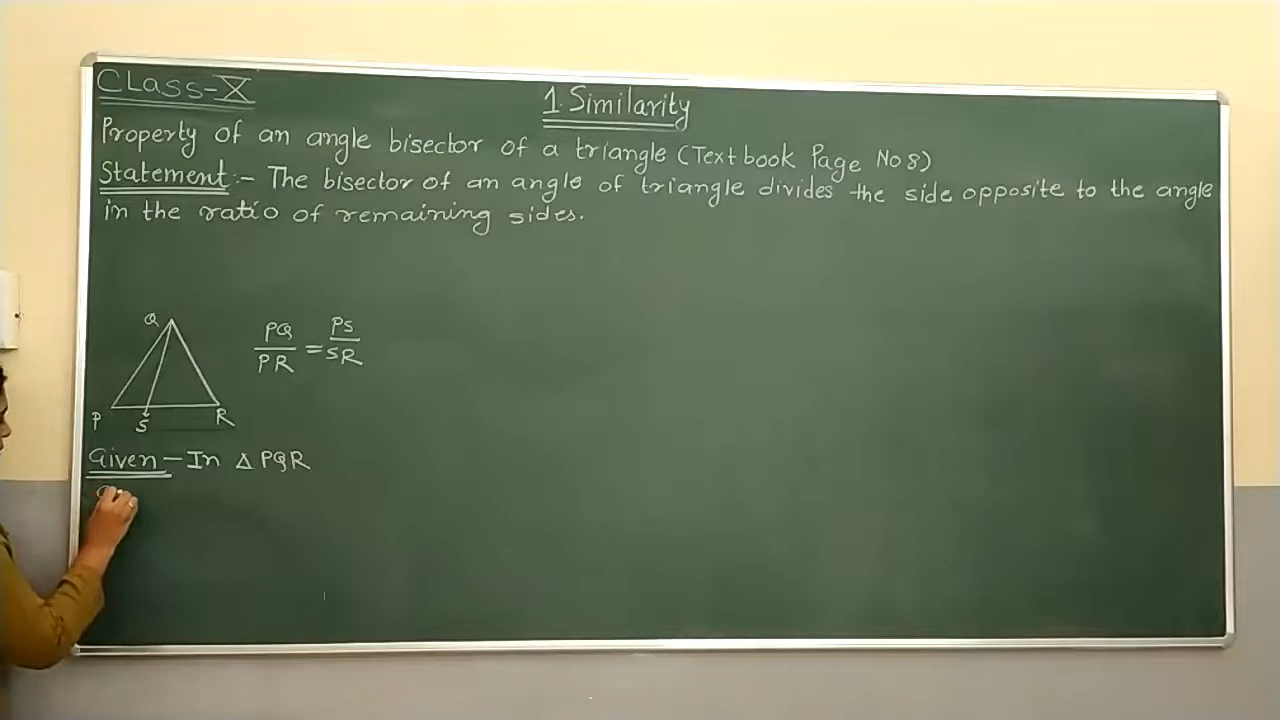 CLASS-X
1. Similarity
Property of an angle bisector of a triangle (Textbook Page No 8)
Statement :- The bisector of an angle of triangle divides the side opposite to the angle
in the ratio of remaining sides.
Q
P S R
PQ/PR = PS/SR
Given - In △ PQR